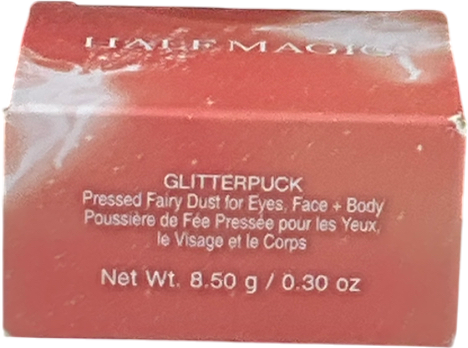 HALF MAGIC
GLITTERPUCK
Pressed Fairy Dust for Eyes, Face + Body
Poussière de Fée Pressée pour les Yeux,
le Visage et le Corps
Net Wt. 8.50 g / 0.30 oz